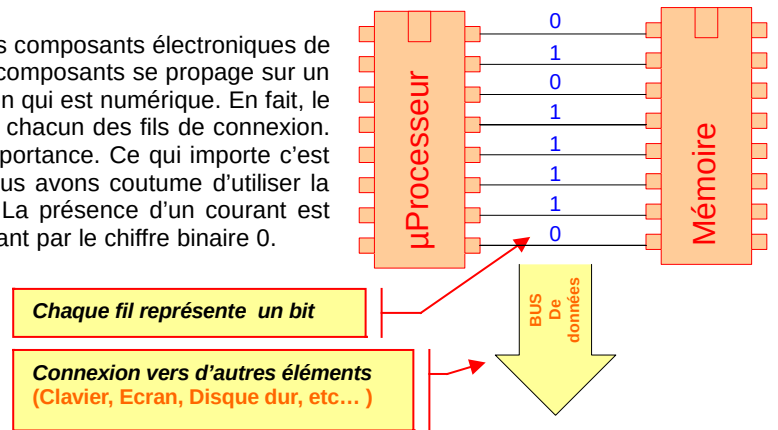 s composants électroniques de
composants se propage sur un
n qui est numérique. En fait, le
chacun des fils de connexion.
portance. Ce qui importe c'est
us avons coutume d'utiliser la
La présence d'un courant est
ant par le chiffre binaire 0.
µProcesseur
0
1
0
1
1
1
1
0
Mémoire
Chaque fil représente un bit
BUS
De
données
Connexion vers d'autres éléments
(Clavier, Ecran, Disque dur, etc… )